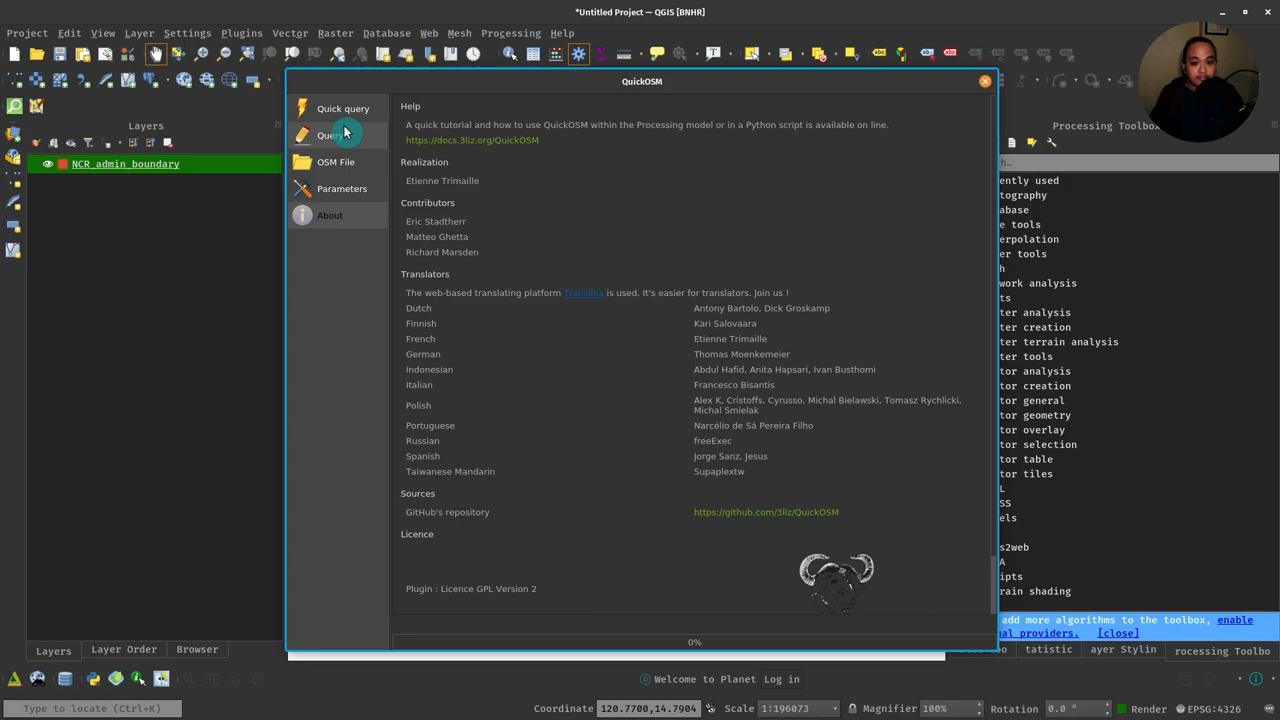 *Untitled Project — QGIS [BNHR]
Project Edit View Layer Settings Plugins Vector Raster Database Web Mesh Processing Help
QuickOSM
Layers
NCR_admin_boundary
Quick query
Query
OSM File
Parameters
About
Help
A quick tutorial and how to use QuickOSM within the Processing model or in a Python script is available on line.
https://docs.3liz.org/QuickOSM
Realization
Etienne Trimaille
Contributors
Eric Stadtherr
Matteo Ghetta
Richard Marsden
Translators
The web-based translating platform Transifex is used. It's easier for translators. Join us !
Dutch Antony Bartolo, Dick Groskamp
Finnish Kari Salovaara
French Etienne Trimaille
German Thomas Moenkemeier
Indonesian Abdul Hafid, Anita Hapsari, Ivan Busthomi
Italian Francesco Bisantis
Polish Alex K, Cristoffs, Cyrusso, Michal Bielawski, Tomasz Rychlicki,
Michal Smielak
Portuguese Narcélio de Sá Pereira Filho
Russian freeExec
Spanish Jorge Sanz, Jesus
Taiwanese Mandarin Supaplextw
Sources
GitHub's repository https://github.com/3liz/QuickOSM
Licence
Plugin : Licence GPL Version 2
0%
Processing Toolbox
h…
ently used
tography
abase
e tools
erpolation
er tools
h
work analysis
ts
ter analysis
ter creation
ter terrain analysis
ter tools
tor analysis
tor creation
tor general
tor geometry
tor overlay
tor selection
tor table
tor tiles
L
SS
els
s2web
A
ipts
rain shading
add more algorithms to the toolbox, enable
al providers. [close]
Layers Layer Order Browser
tatistic ayer Stylin rocessing Toolbo
Welcome to Planet Log in
Type to locate (Ctrl+K) Coordinate 120.7700,14.7904 Scale 1:196073 Magnifier 100% Rotation 0.0 ° Render EPSG:4326